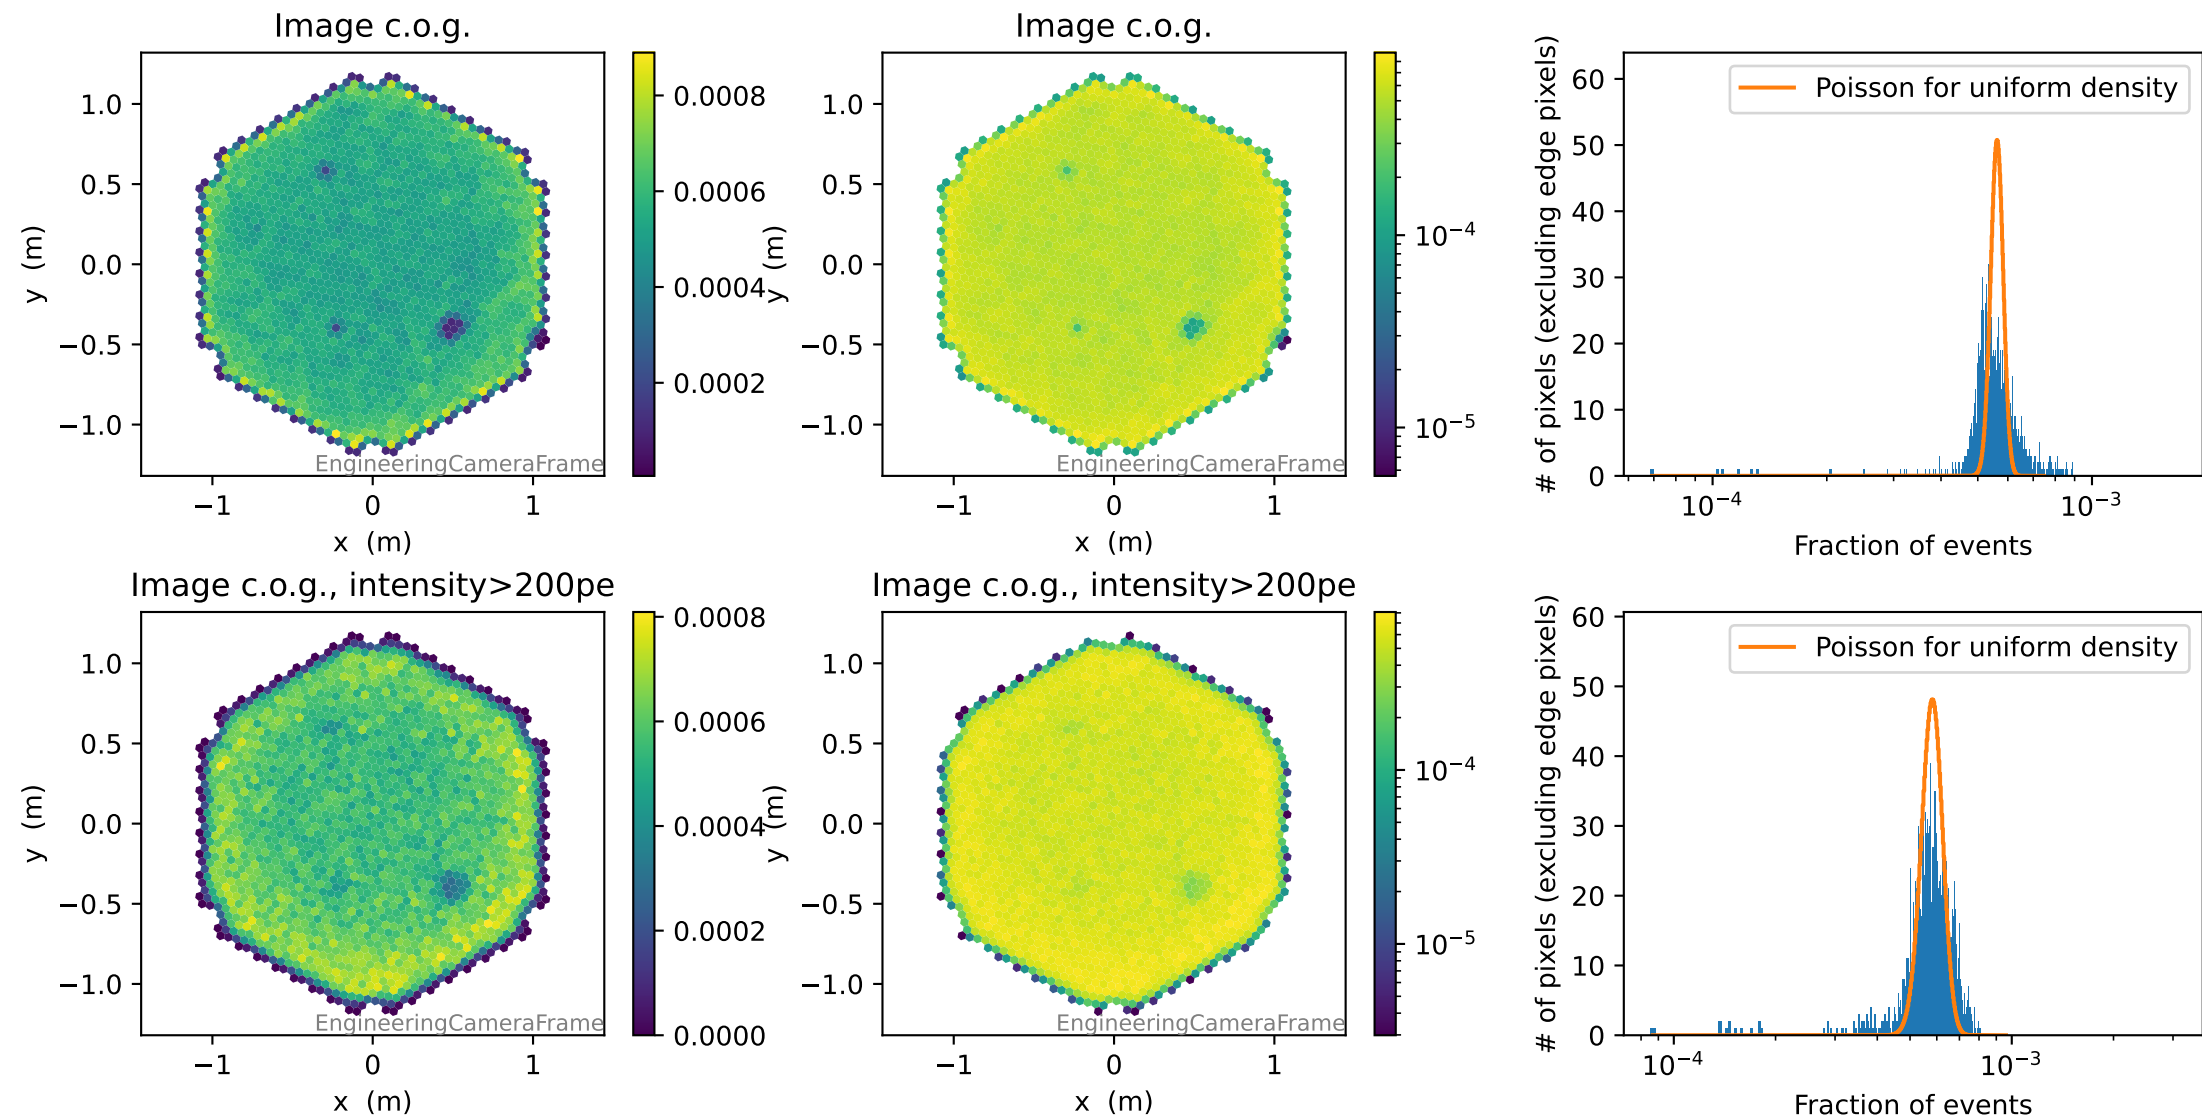 Image c.o.g.
1.0
0.5
0.0
−0.5
−1.0
−1
0
1
x (m)
y (m)
EngineeringCameraFrame
0.0008
0.0006
0.0004
0.0002
Image c.o.g.
1.0
0.5
0.0
−0.5
−1.0
−1
0
1
x (m)
y (m)
EngineeringCameraFrame
10⁻⁴
10⁻⁵
# of pixels (excluding edge pixels)
60
50
40
30
20
10
0
Poisson for uniform density
10⁻⁴
10⁻³
Fraction of events
Image c.o.g., intensity>200pe
1.0
0.5
0.0
−0.5
−1.0
−1
0
1
x (m)
y (m)
EngineeringCameraFrame
0.0008
0.0006
0.0004
0.0002
0.0000
Image c.o.g., intensity>200pe
1.0
0.5
0.0
−0.5
−1.0
−1
0
1
x (m)
y (m)
EngineeringCameraFrame
10⁻⁴
10⁻⁵
# of pixels (excluding edge pixels)
60
50
40
30
20
10
0
Poisson for uniform density
10⁻⁴
10⁻³
Fraction of events